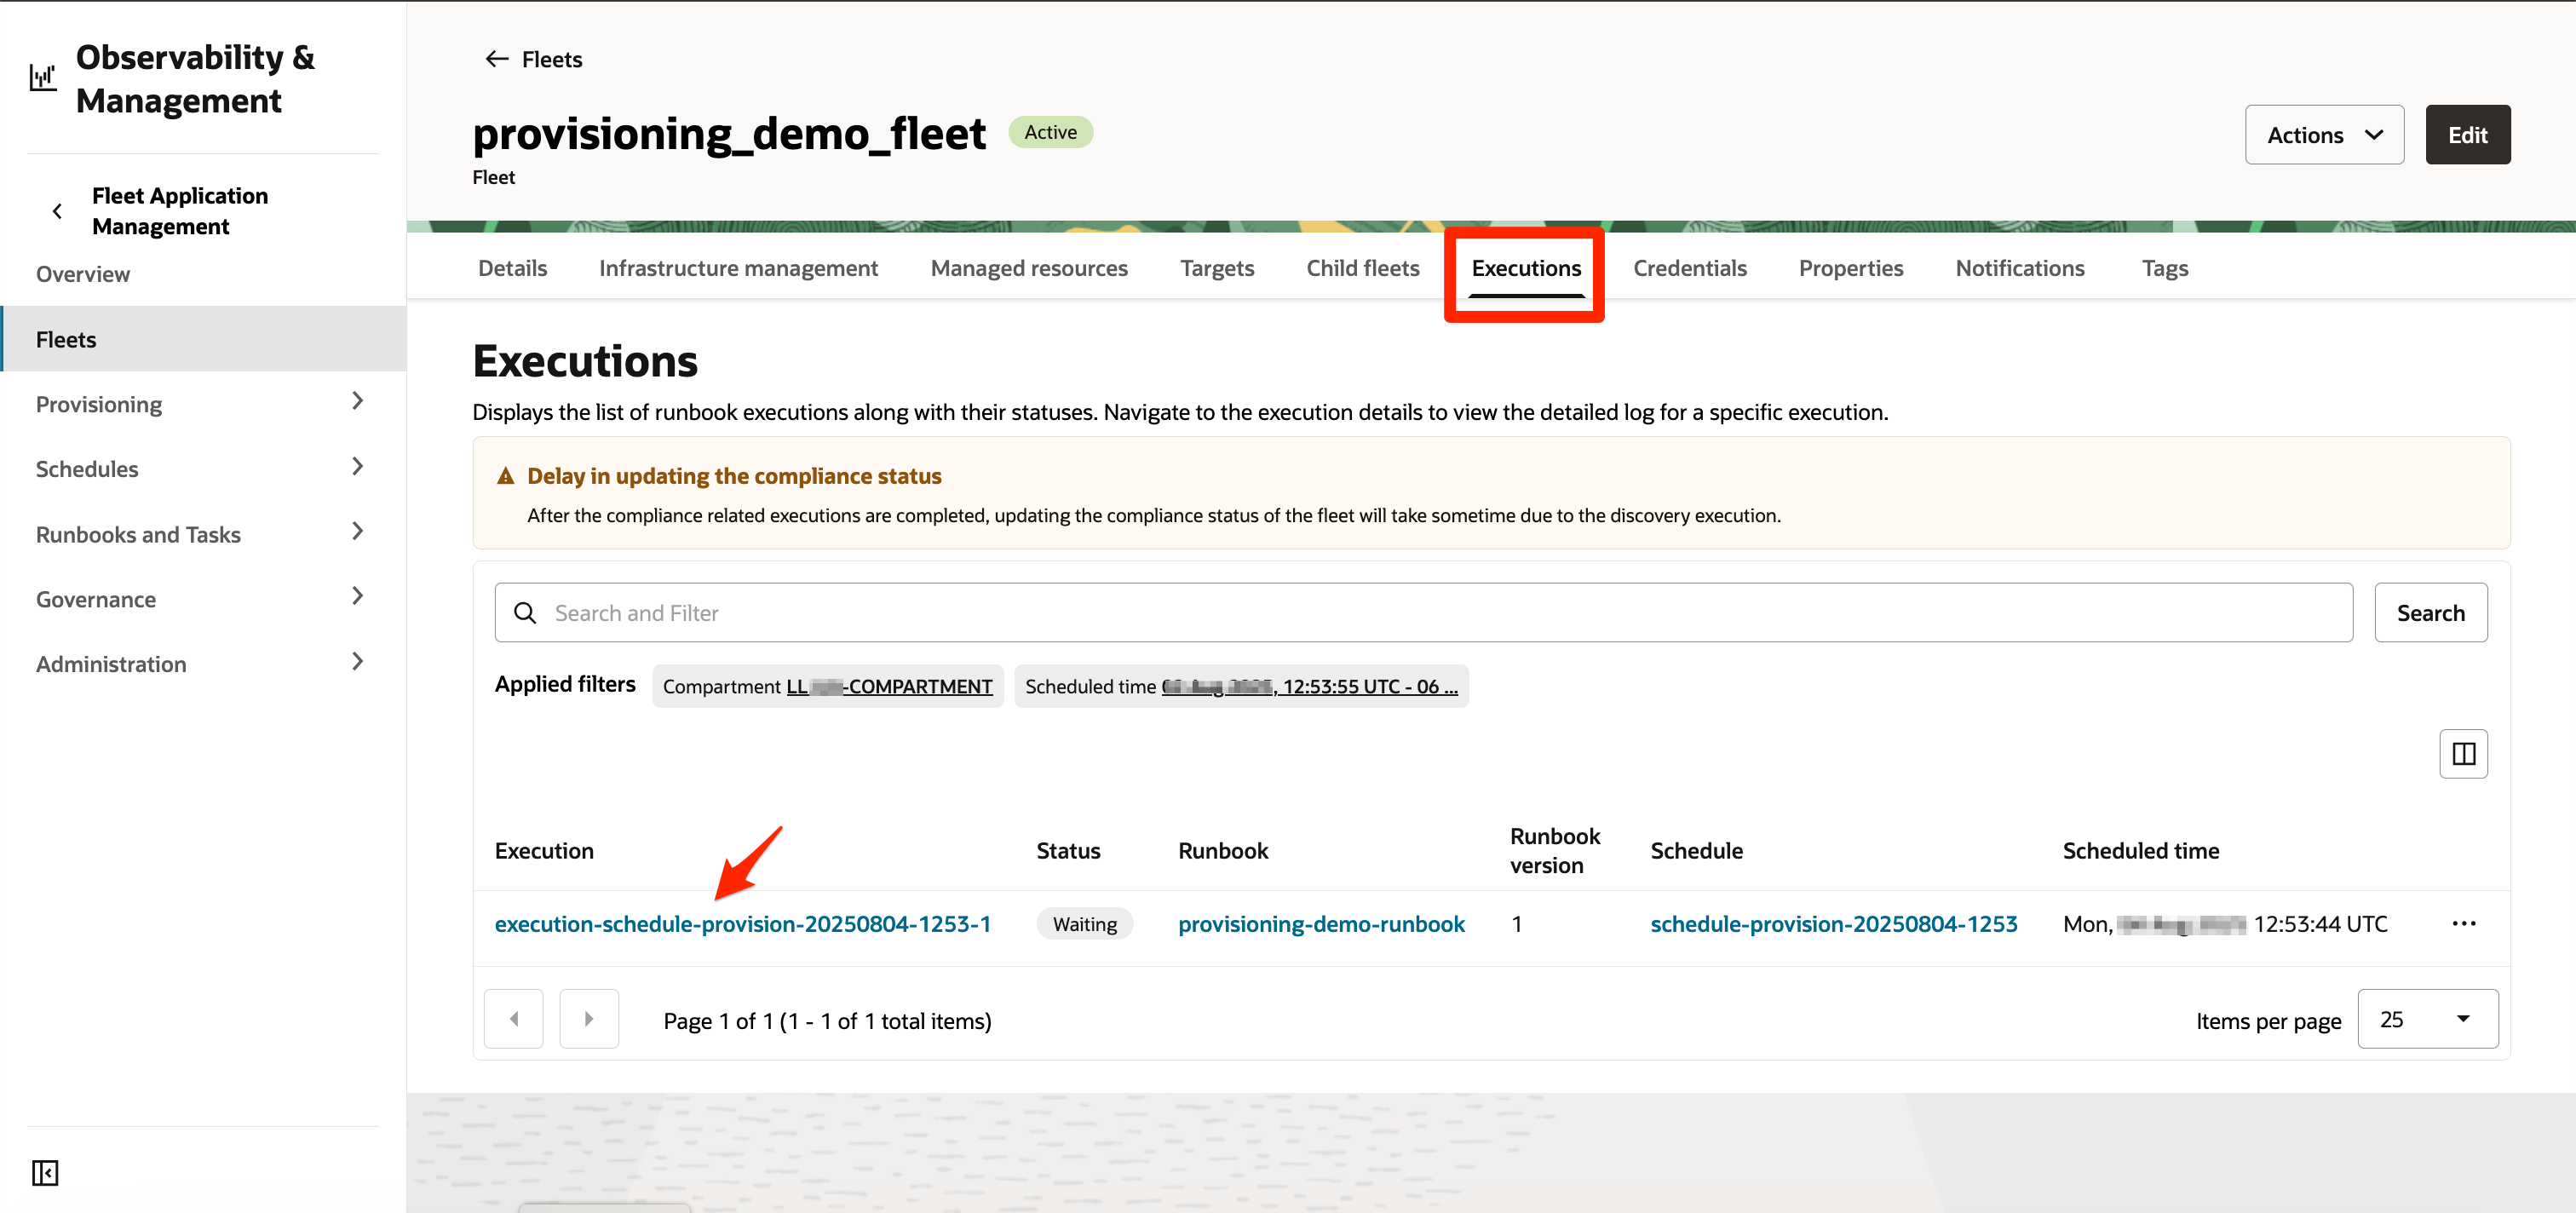 Observability &
Management
Fleet Application
Management
Overview
Fleets
Provisioning
Schedules
Runbooks and Tasks
Governance
Administration
Fleets
provisioning_demo_fleet Active
Fleet
Actions Edit
Details Infrastructure management Managed resources Targets Child fleets Executions Credentials Properties Notifications Tags
Executions
Displays the list of runbook executions along with their statuses. Navigate to the execution details to view the detailed log for a specific execution.
Delay in updating the compliance status
After the compliance related executions are completed, updating the compliance status of the fleet will take sometime due to the discovery execution.
Search and Filter Search
Applied filters Compartment LL -COMPARTMENT Scheduled time , 12:53:55 UTC - 06 ...
Execution Status Runbook Runbook version Schedule Scheduled time
execution-schedule-provision-20250804-1253-1 Waiting provisioning-demo-runbook 1 schedule-provision-20250804-1253 Mon, 12:53:44 UTC
Page 1 of 1 (1 - 1 of 1 total items) Items per page 25